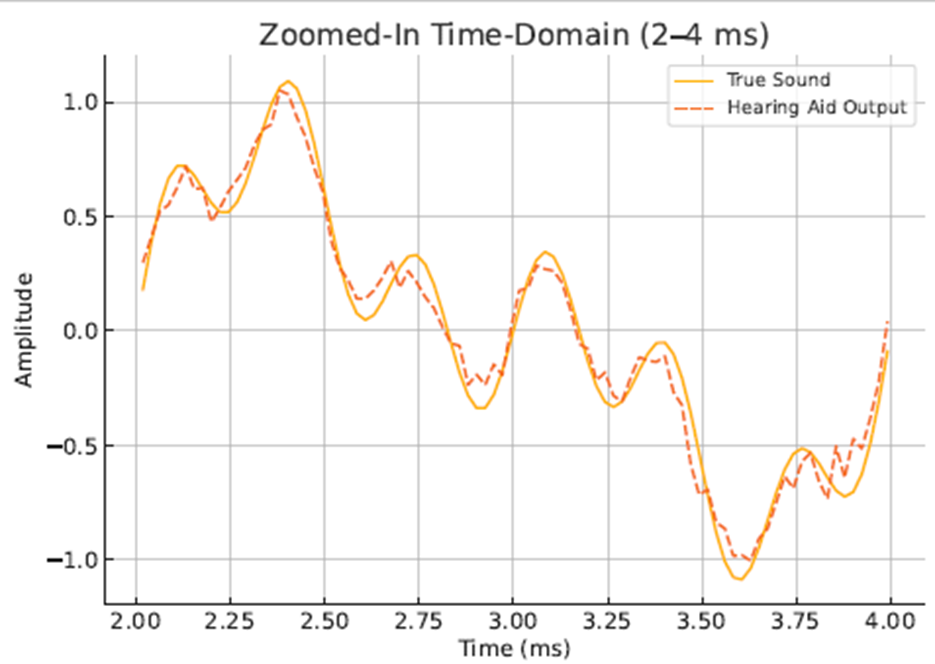 Zoomed-In Time-Domain (2–4 ms)
True Sound
Hearing Aid Output
1.0
0.5
0.0
−0.5
−1.0
Amplitude
2.00 2.25 2.50 2.75 3.00 3.25 3.50 3.75 4.00
Time (ms)